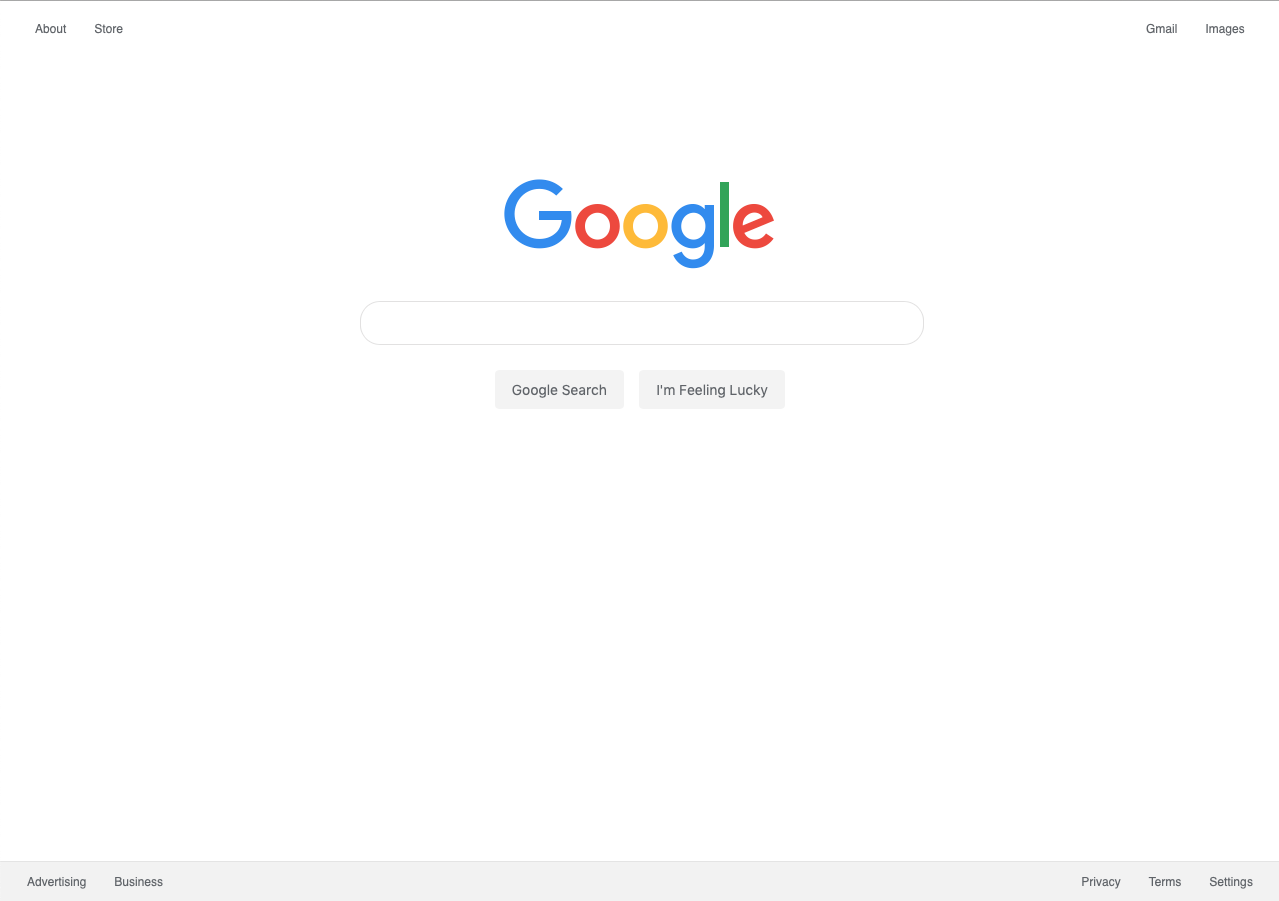 About Store Gmail Images
Google
Google Search I'm Feeling Lucky
Advertising Business Privacy Terms Settings